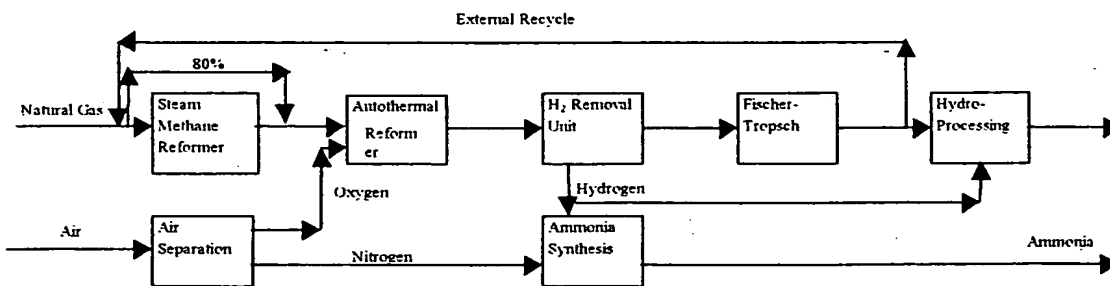 External Recycle
80%
Natural Gas
Steam
Methane
Reformer
Autothermal
Reform
er
H₂ Removal
Unit
Fischer-
Tropsch
Hydro-
Processing
Oxygen
Hydrogen
Air
Air
Separation
Nitrogen
Ammonia
Synthesis
Ammonia